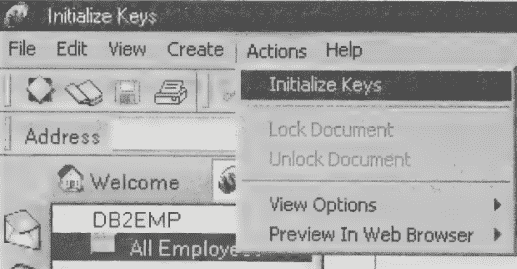 Initialize Keys
File Edit View Create Actions Help
Initialize Keys
Lock Document
Unlock Document
View Options
Preview In Web Browser
Address
Welcome
DB2EMP
All Employees